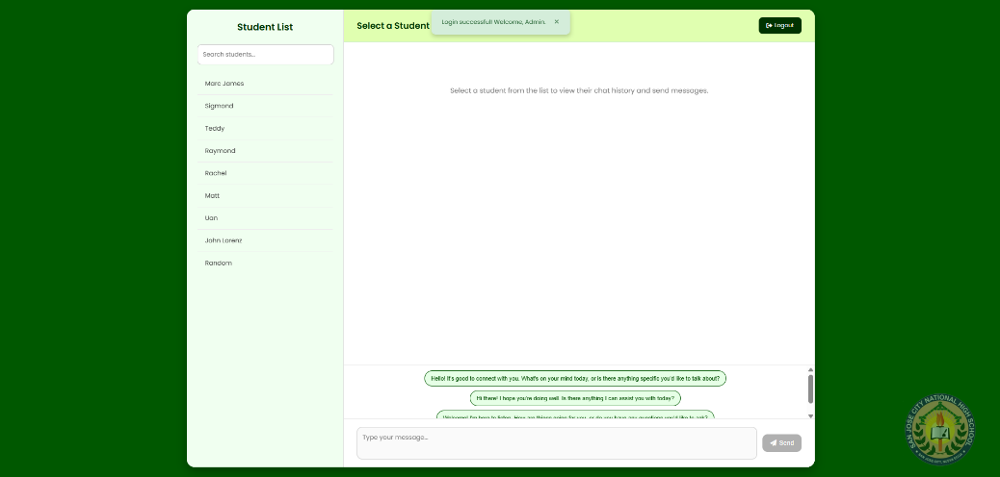 Student List
Search students...
Marc James
Sigmond
Teddy
Raymond
Rachel
Matt
Uan
John Lorenz
Random
Select a Student
Login successful! Welcome, Admin. ×
Logout
Select a student from the list to view their chat history and send messages.
Hello! It's good to connect with you. What's on your mind today, or is there anything specific you'd like to talk about?
Hi there! I hope you're doing well. Is there anything I can assist you with today?
Welcome! I'm here to listen. How are things going for you, or do you have any questions you'd like to ask?
Type your message...
Send
SAN JOSE CITY NATIONAL HIGH SCHOOL